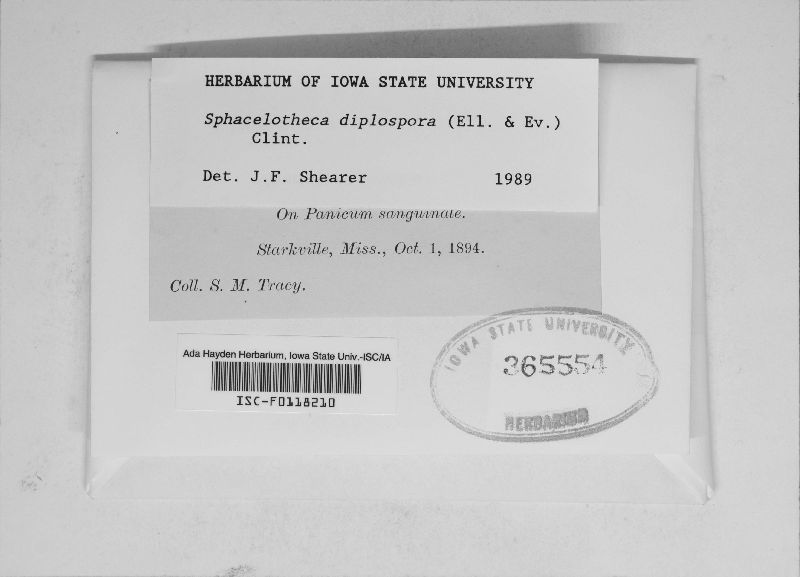 HERBARIUM OF IOWA STATE UNIVERSITY
Sphacelotheca diplospora (Ell. & Ev.)
Clint.
Det. J.F. Shearer 1989
On Panicum sanguinale.
Starkville, Miss., Oct. 1, 1894.
Coll. S. M. Tracy.
Ada Hayden Herbarium, Iowa State Univ.-ISC/IA
ISC-F0118210
IOWA STATE UNIVERSITY
365554
HERBARIUM